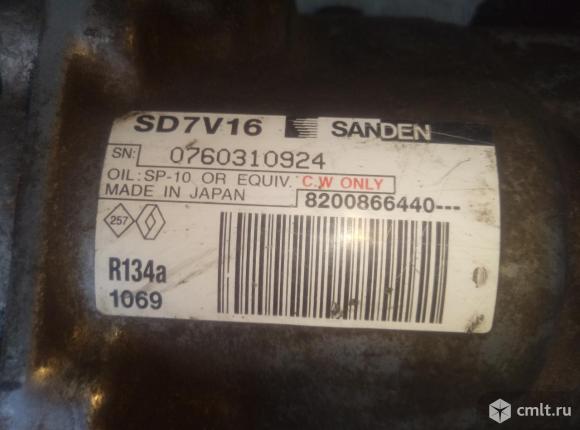 SD7V16 SANDEN
SN: 0760310924
OIL: SP-10 OR EQUIV. C.W ONLY
MADE IN JAPAN 8200866440---
257
R134a
1069
cmlt.ru